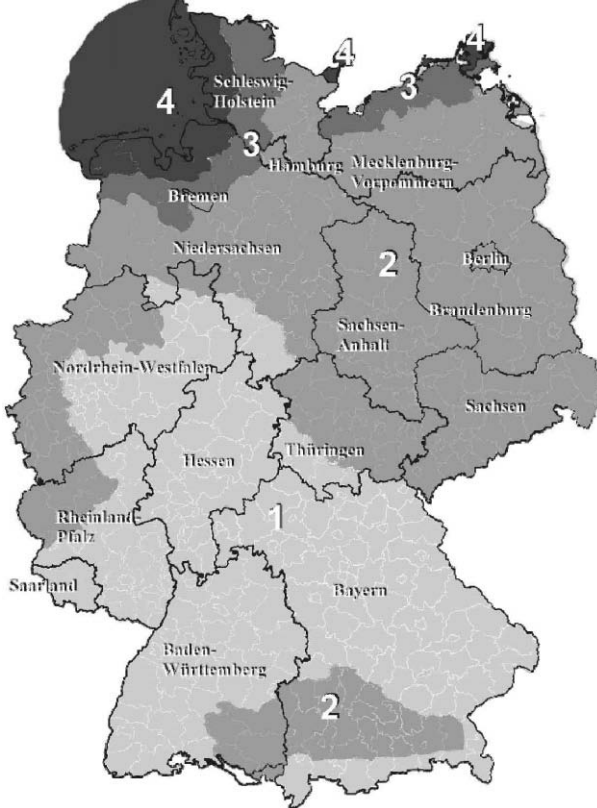 4
4
4
Schleswig-
Holstein
3
3
Hamburg
Mecklenburg-
Vorpommern
Bremen
Niedersachsen
2
Berlin
Brandenburg
Sachsen-
Anhalt
Nordrhein-Westfalen
Sachsen
Hessen
Thüringen
1
Rheinland-
Pfalz
Saarland
Bayern
Baden-
Württemberg
2